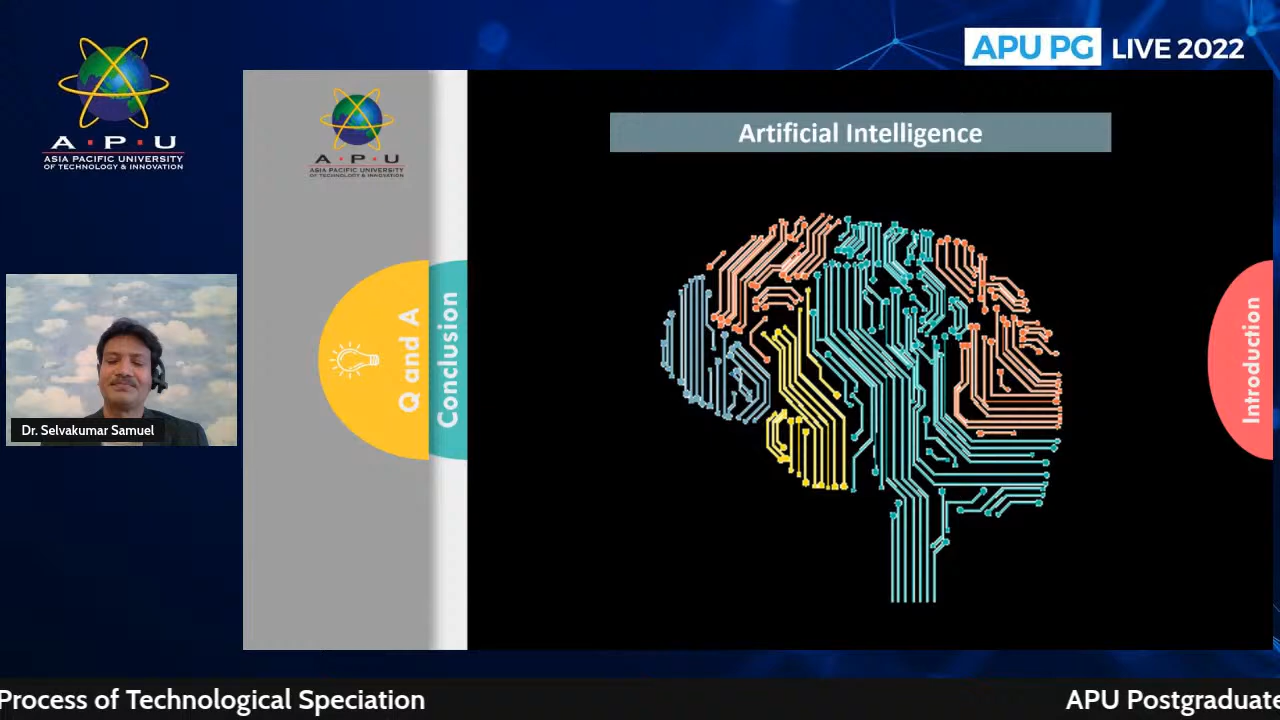 A·P·U
ASIA PACIFIC UNIVERSITY
OF TECHNOLOGY & INNOVATION
APU PG LIVE 2022
A·P·U
ASIA PACIFIC UNIVERSITY
OF TECHNOLOGY & INNOVATION
Artificial Intelligence
Q and A
Conclusion
Introduction
Dr. Selvakumar Samuel
Process of Technological Speciation
APU Postgraduate